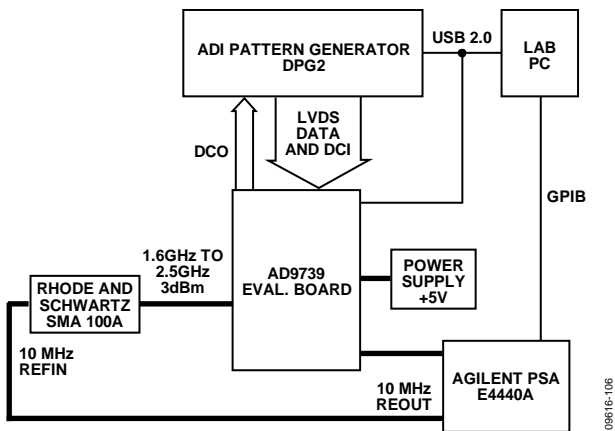 ADI PATTERN GENERATOR
DPG2
USB 2.0
LAB
PC
LVDS
DATA
AND DCI
DCO
GPIB
1.6GHz TO
2.5GHz
3dBm
AD9739
EVAL. BOARD
POWER
SUPPLY
+5V
RHODE AND
SCHWARTZ
SMA 100A
10 MHz
REFIN
10 MHz
REOUT
AGILENT PSA
E4440A
09616-106